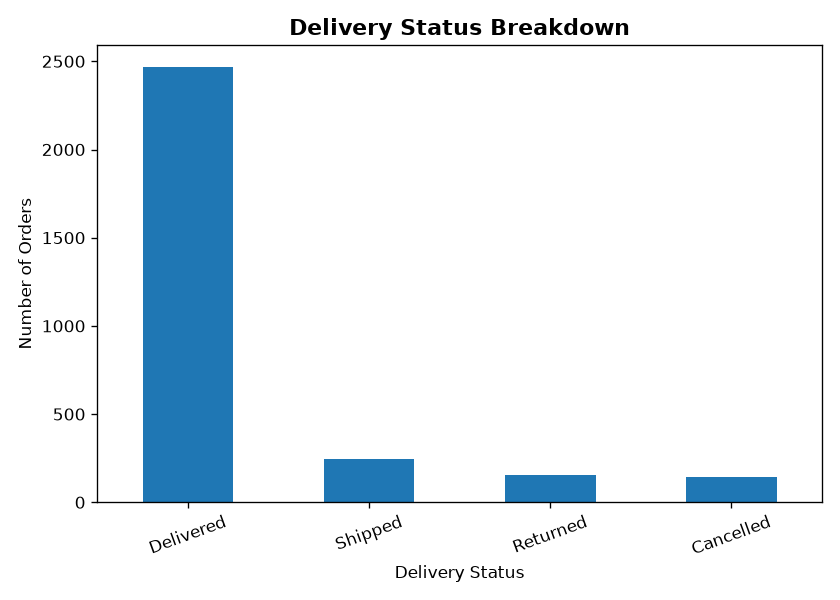 Delivery Status Breakdown
Number of Orders
2500
2000
1500
1000
500
0
Delivered
Shipped
Returned
Cancelled
Delivery Status